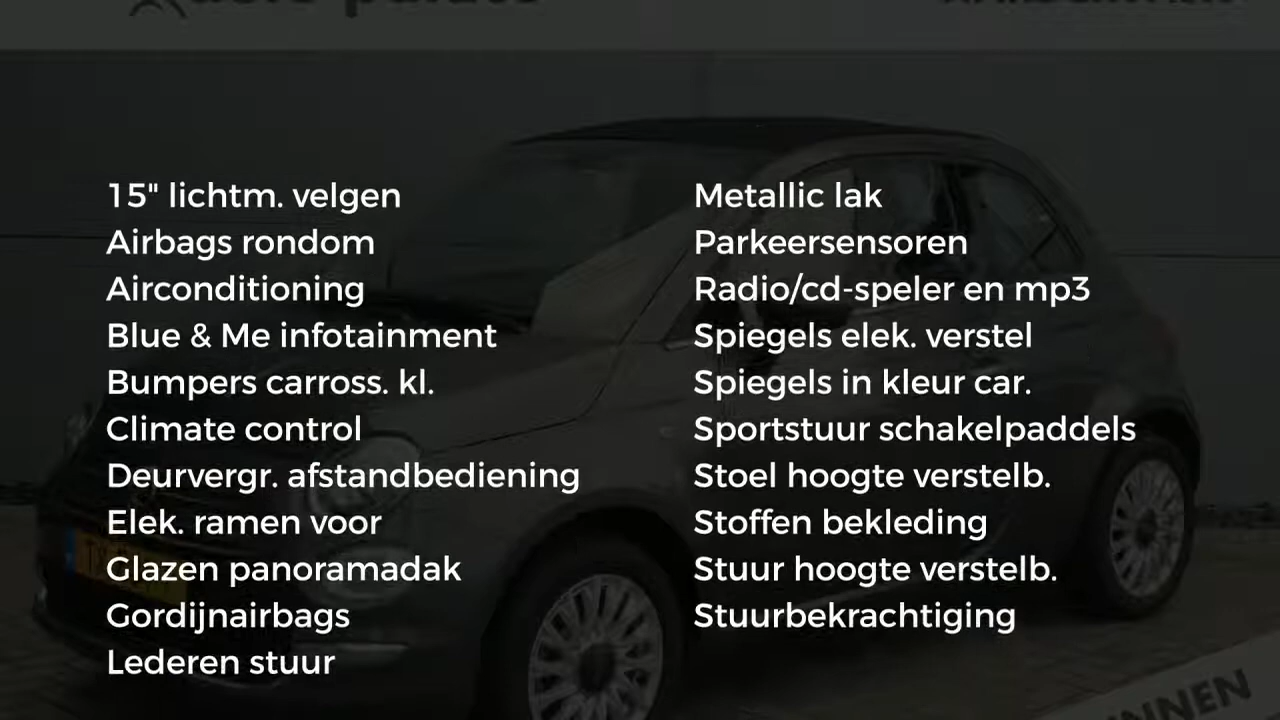 15" lichtm. velgen
Airbags rondom
Airconditioning
Blue & Me infotainment
Bumpers carross. kl.
Climate control
Deurvergr. afstandbediening
Elek. ramen voor
Glazen panoramadak
Gordijnairbags
Lederen stuur
Metallic lak
Parkeersensoren
Radio/cd-speler en mp3
Spiegels elek. verstel
Spiegels in kleur car.
Sportstuur schakelpaddels
Stoel hoogte verstelb.
Stoffen bekleding
Stuur hoogte verstelb.
Stuurbekrachtiging